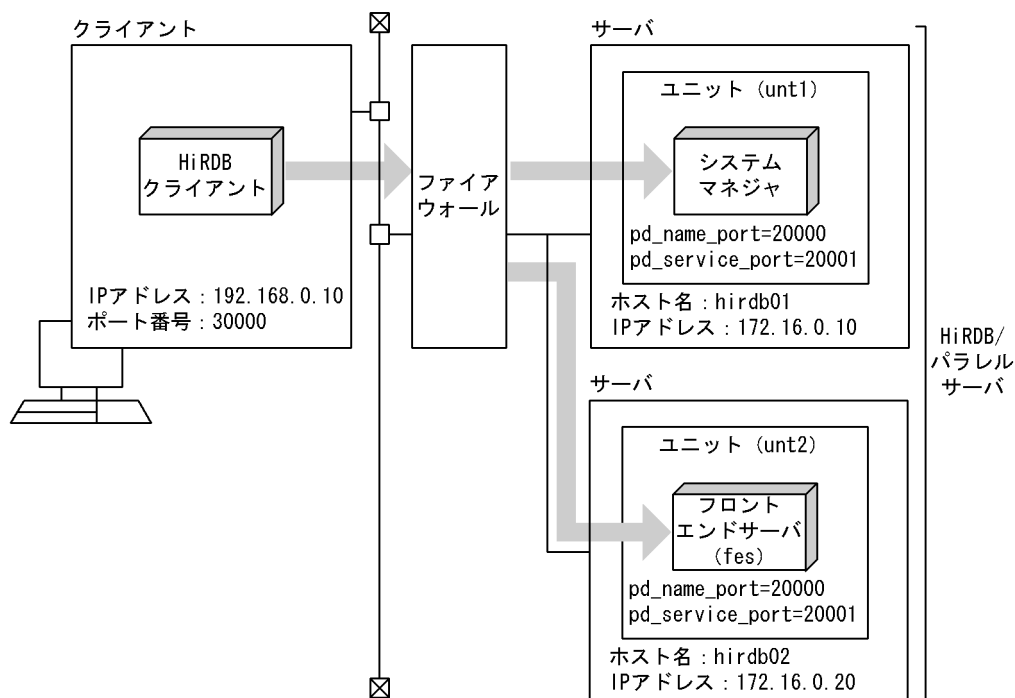 クライアント
HiRDB
クライアント
IPアドレス：192.168.0.10
ポート番号：30000
ファイア
ウォール
サーバ
ユニット（unt1）
システム
マネジャ
pd_name_port=20000
pd_service_port=20001
ホスト名：hirdb01
IPアドレス：172.16.0.10
サーバ
ユニット（unt2）
フロント
エンドサーバ
(fes)
pd_name_port=20000
pd_service_port=20001
ホスト名：hirdb02
IPアドレス：172.16.0.20
HiRDB/
パラレル
サーバ